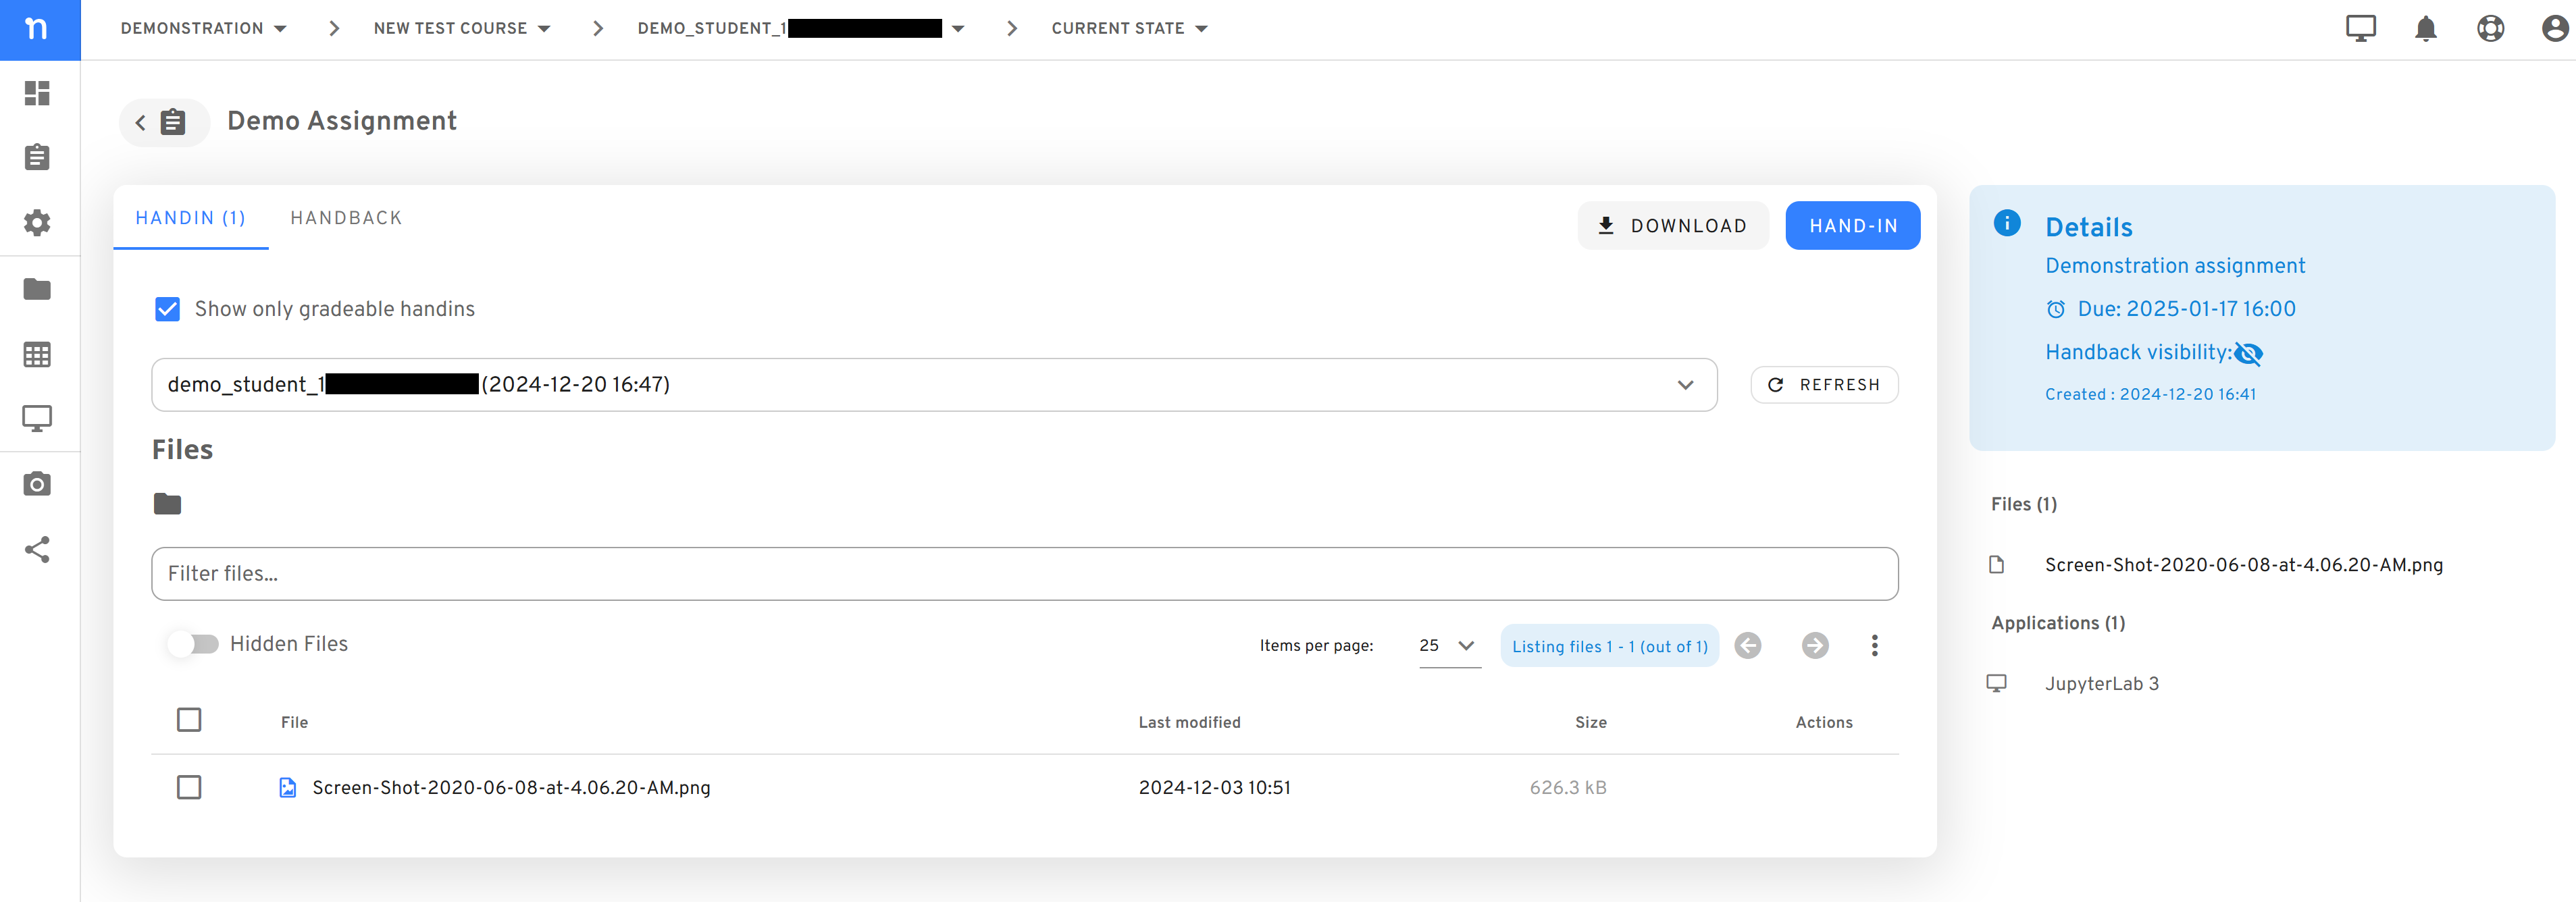 n
DEMONSTRATION NEW TEST COURSE DEMO_STUDENT_1 CURRENT STATE
Demo Assignment
HANDIN (1) HANDBACK
DOWNLOAD HAND-IN
Show only gradeable handins
demo_student_1 (2024-12-20 16:47)
REFRESH
Files
Filter files...
Hidden Files
Items per page: 25 Listing files 1 - 1 (out of 1)
File Last modified Size Actions
Screen-Shot-2020-06-08-at-4.06.20-AM.png 2024-12-03 10:51 626.3 kB
Details
Demonstration assignment
Due: 2025-01-17 16:00
Handback visibility:
Created : 2024-12-20 16:41
Files (1)
Screen-Shot-2020-06-08-at-4.06.20-AM.png
Applications (1)
JupyterLab 3